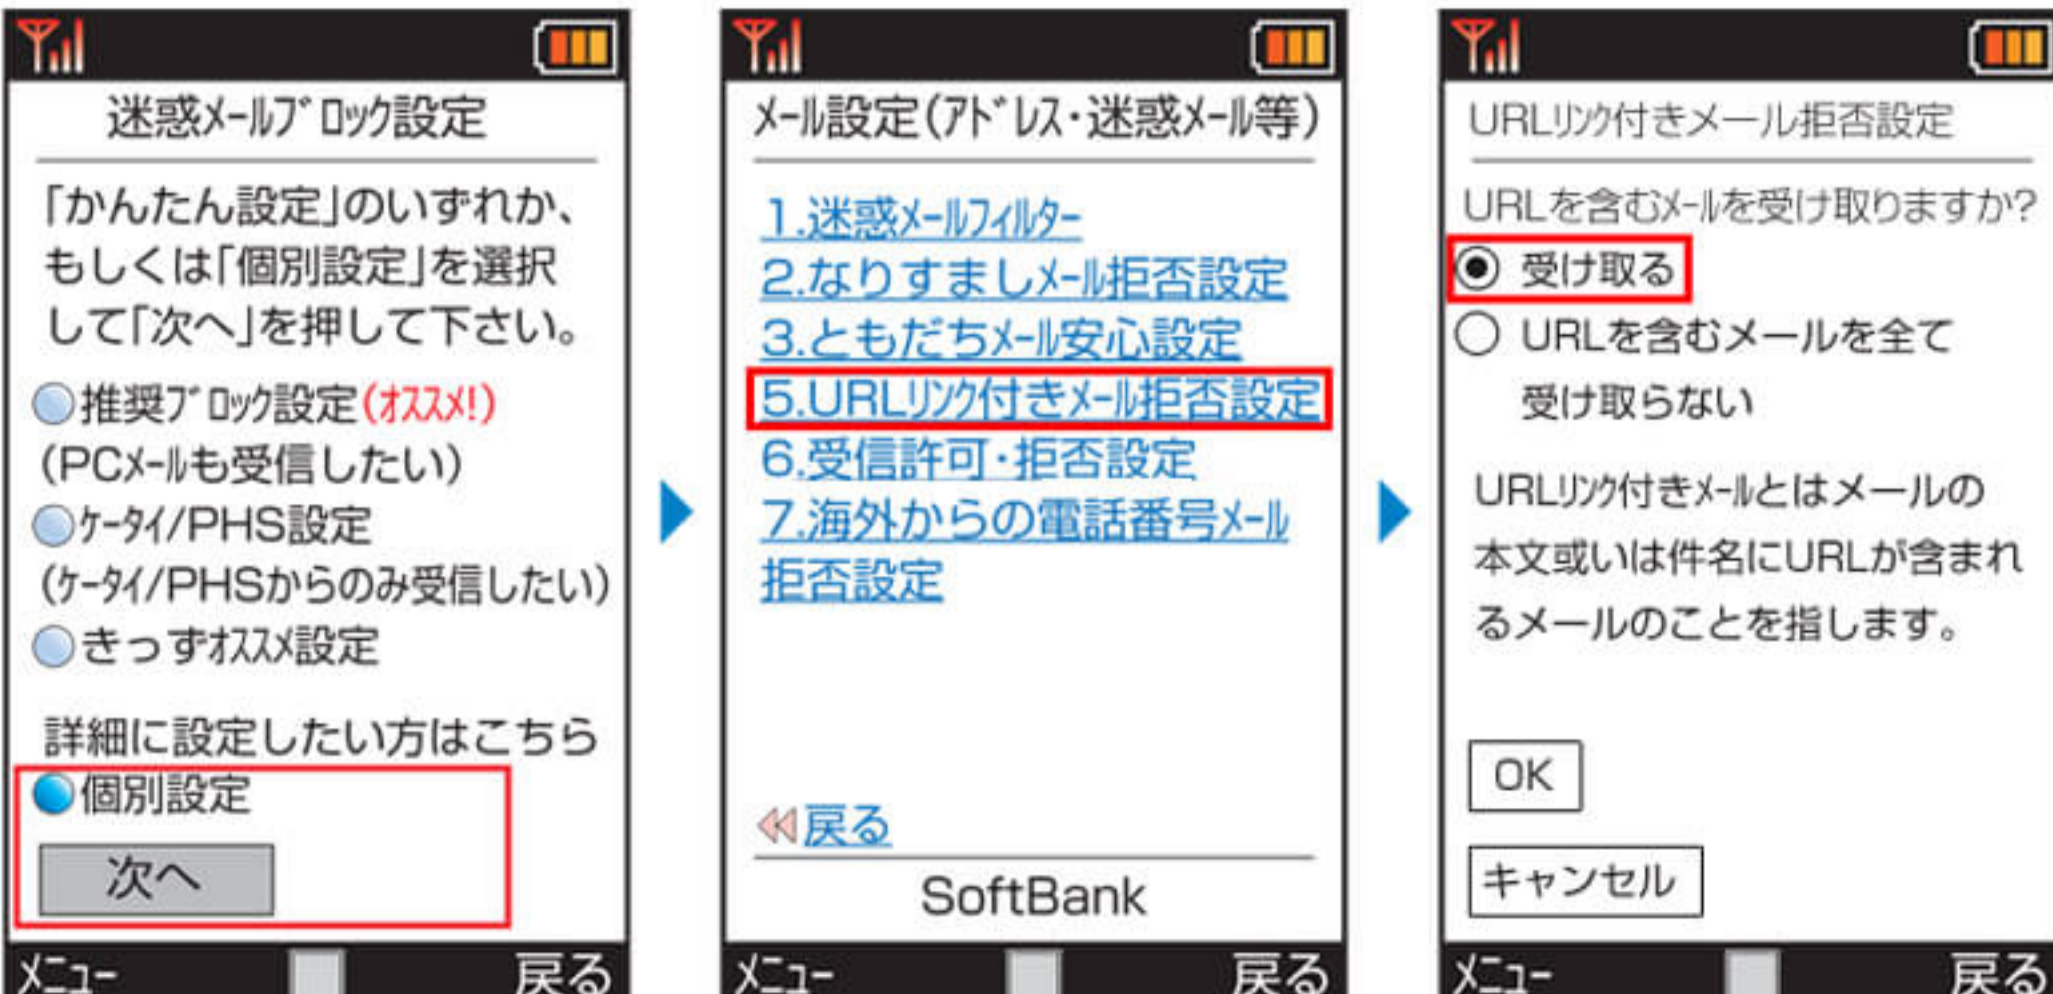 迷惑ﾒｰﾙﾌﾞﾛｯｸ設定
「かんたん設定」のいずれか、
もしくは「個別設定」を選択
して「次へ」を押して下さい。
推奨ﾌﾞﾛｯｸ設定(ｵｽｽﾒ!)
(PCﾒｰﾙも受信したい)
ｹｰﾀｲ/PHS設定
(ｹｰﾀｲ/PHSからのみ受信したい)
きっずｵｽｽﾒ設定
詳細に設定したい方はこちら
個別設定
次へ
ﾒﾆｭｰ 戻る
ﾒｰﾙ設定(ｱﾄﾞﾚｽ･迷惑ﾒｰﾙ等)
1.迷惑ﾒｰﾙﾌｨﾙﾀｰ
2.なりすましﾒｰﾙ拒否設定
3.ともだちﾒｰﾙ安心設定
5.URLﾘﾝｸ付きﾒｰﾙ拒否設定
6.受信許可･拒否設定
7.海外からの電話番号ﾒｰﾙ
拒否設定
戻る
SoftBank
ﾒﾆｭｰ 戻る
URLﾘﾝｸ付きメール拒否設定
URLを含むﾒｰﾙを受け取りますか?
受け取る
URLを含むメールを全て
受け取らない
URLﾘﾝｸ付きﾒｰﾙとはメールの
本文或いは件名にURLが含まれ
るメールのことを指します。
OK
キャンセル
ﾒﾆｭｰ 戻る